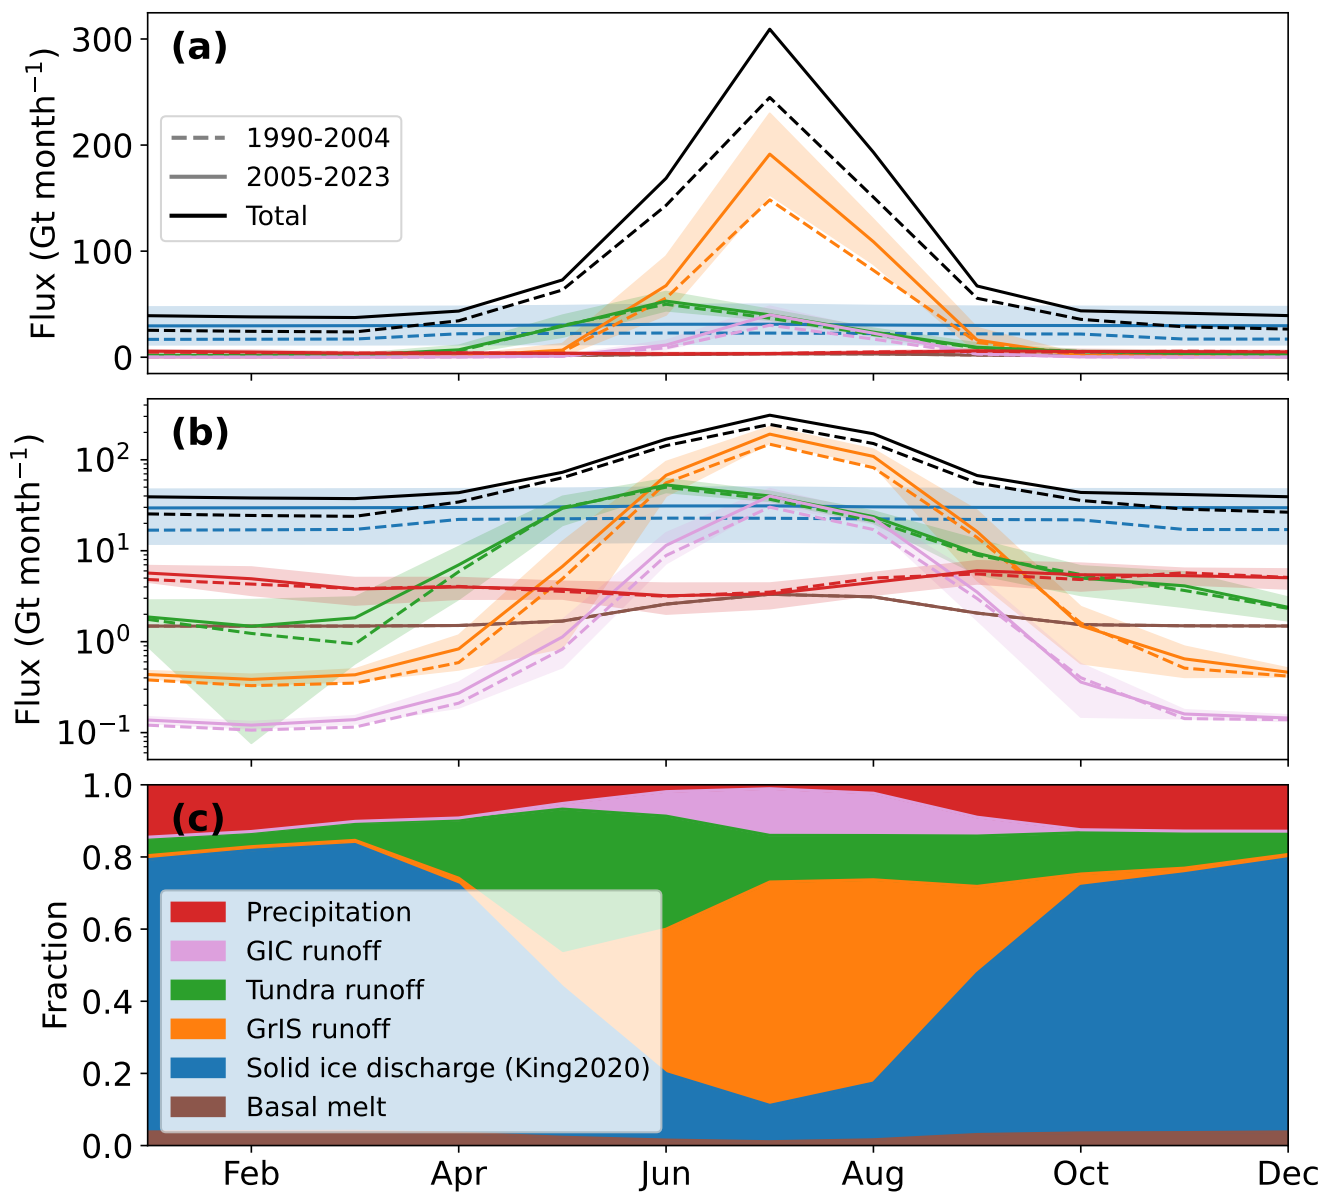 (a)
Flux (Gt month⁻¹)
300
200
100
0
1990-2004
2005-2023
Total
(b)
Flux (Gt month⁻¹)
10²
10¹
10⁰
10⁻¹
(c)
Fraction
1.0
0.8
0.6
0.4
0.2
0.0
Precipitation
GIC runoff
Tundra runoff
GrIS runoff
Solid ice discharge (King2020)
Basal melt
Feb Apr Jun Aug Oct Dec